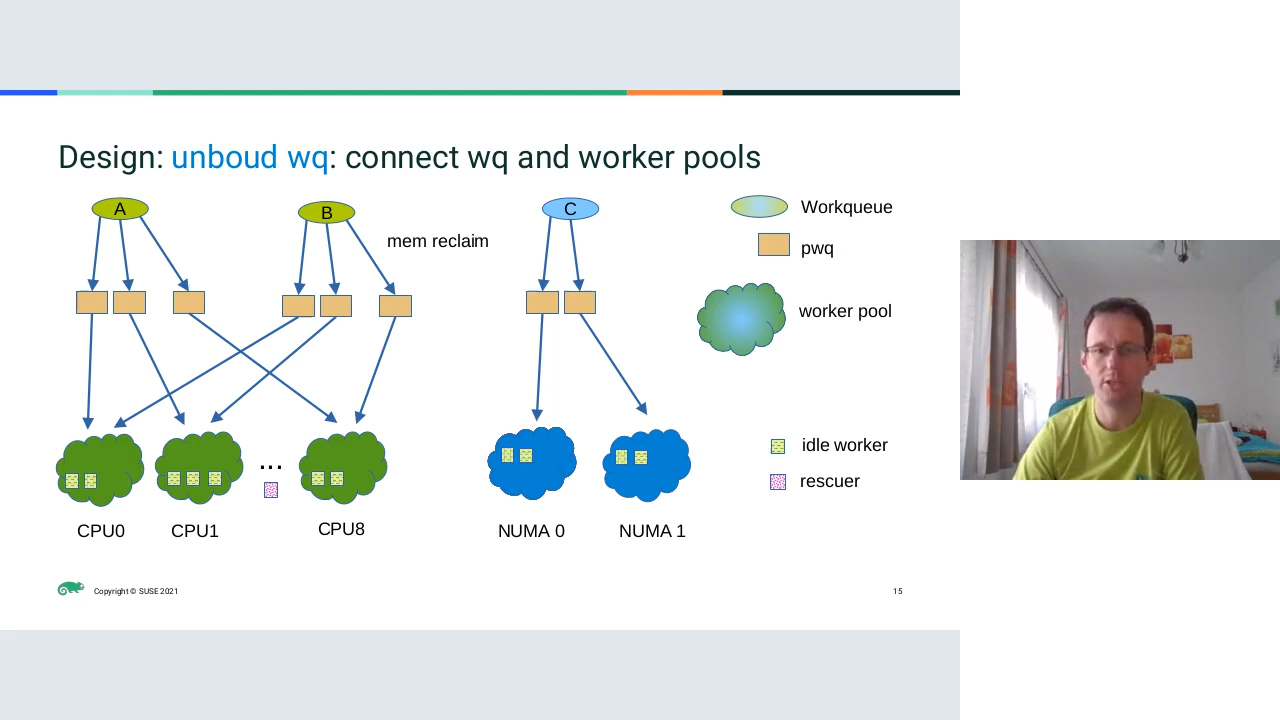 Design: unboud wq: connect wq and worker pools
A
B
C
mem reclaim
Workqueue
pwq
worker pool
...
idle worker
rescuer
CPU0
CPU1
CPU8
NUMA 0
NUMA 1
Copyright © SUSE 2021
15